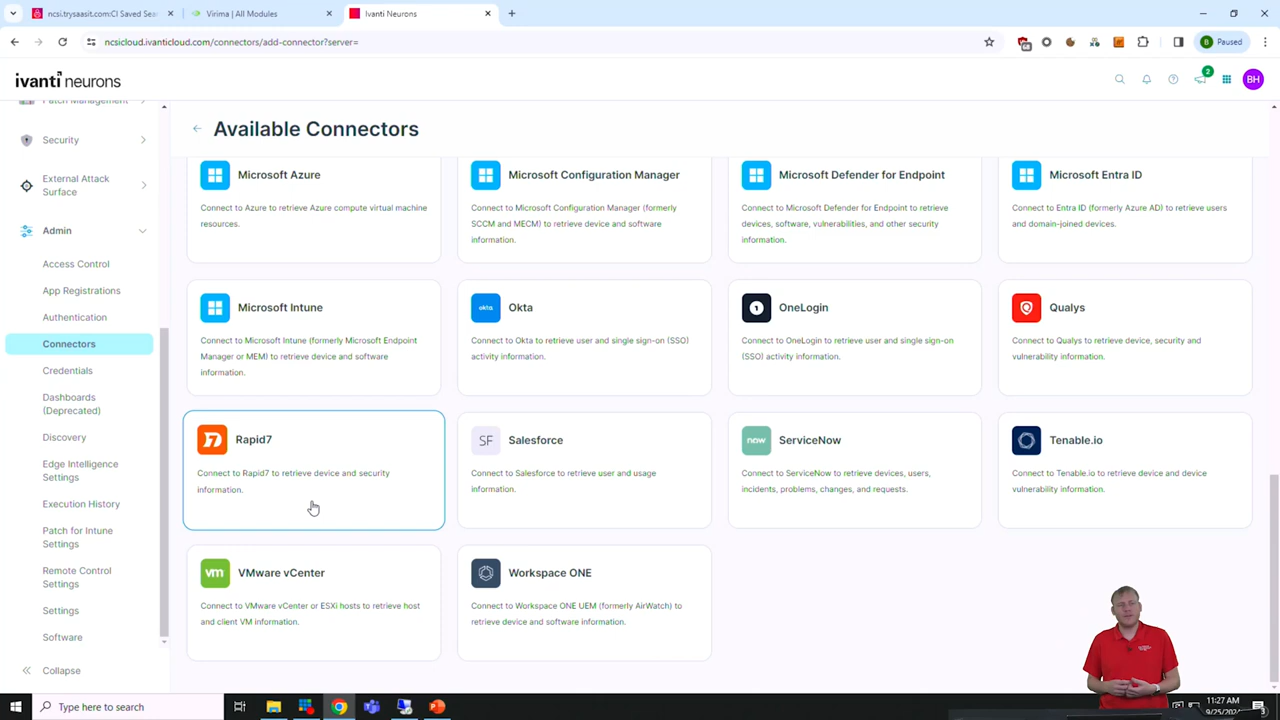 ncsi.trysaasit.com:CI Saved Sea
Virima | All Modules
Ivanti Neurons
ncsicloud.ivanticloud.com/connectors/add-connector?server=
B
Paused
ivanti neurons
2
BH
Patch Management
Security
External Attack
Surface
Admin
Access Control
App Registrations
Authentication
Connectors
Credentials
Dashboards
(Deprecated)
Discovery
Edge Intelligence
Settings
Execution History
Patch for Intune
Settings
Remote Control
Settings
Settings
Software
Collapse
Available Connectors
Microsoft Azure
Connect to Azure to retrieve Azure compute virtual machine
resources.
Microsoft Configuration Manager
Connect to Microsoft Configuration Manager (formerly
SCCM and MECM) to retrieve device and software
information.
Microsoft Defender for Endpoint
Connect to Microsoft Defender for Endpoint to retrieve
devices, software, vulnerabilities, and other security
information.
Microsoft Entra ID
Connect to Entra ID (formerly Azure AD) to retrieve users
and domain-joined devices.
Microsoft Intune
Connect to Microsoft Intune (formerly Microsoft Endpoint
Manager or MEM) to retrieve device and software
information.
okta
Okta
Connect to Okta to retrieve user and single sign-on (SSO)
activity information.
1
OneLogin
Connect to OneLogin to retrieve user and single sign-on
(SSO) activity information.
Qualys
Connect to Qualys to retrieve device, security and
vulnerability information.
Rapid7
Connect to Rapid7 to retrieve device and security
information.
SF
Salesforce
Connect to Salesforce to retrieve user and usage
information.
now
ServiceNow
Connect to ServiceNow to retrieve devices, users,
incidents, problems, changes, and requests.
Tenable.io
Connect to Tenable.io to retrieve device and device
vulnerability information.
vm
VMware vCenter
Connect to VMware vCenter or ESXi hosts to retrieve host
and client VM information.
Workspace ONE
Connect to Workspace ONE UEM (formerly AirWatch) to
retrieve device and software information.
Type here to search
11:27 AM